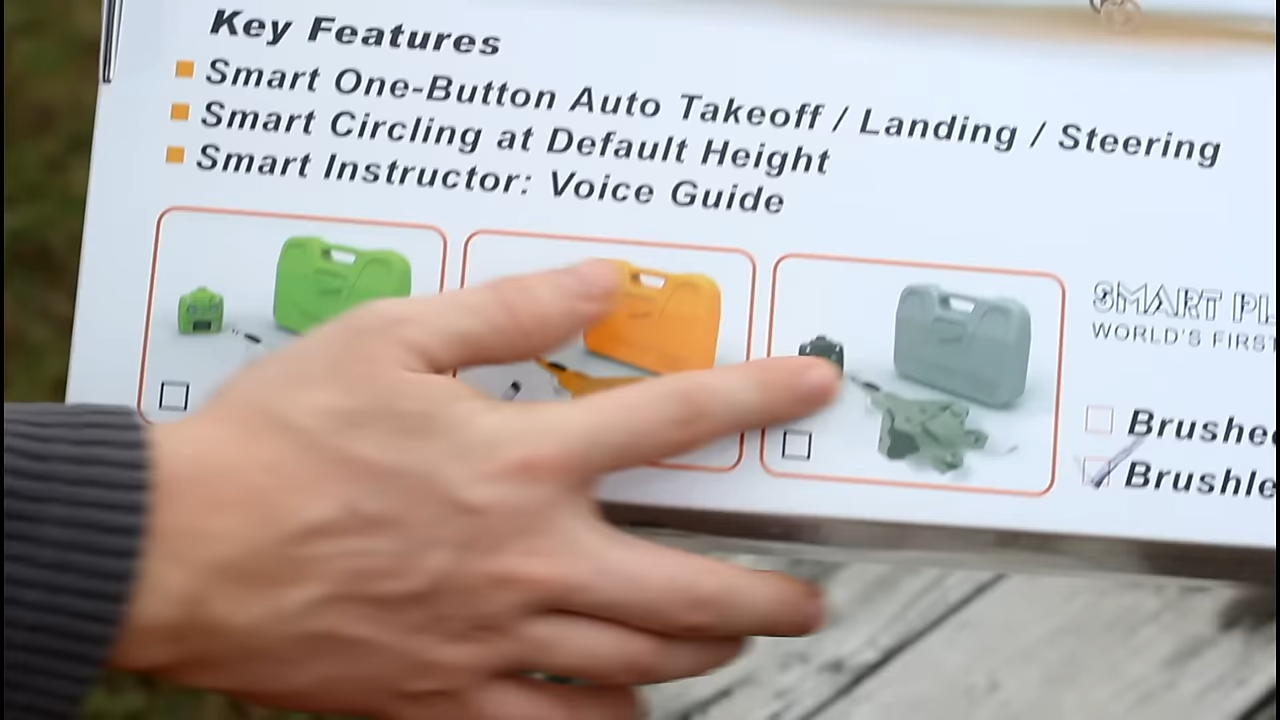 Key Features
Smart One-Button Auto Takeoff / Landing / Steering
Smart Circling at Default Height
Smart Instructor: Voice Guide
SMART
WORLD'S FIRST